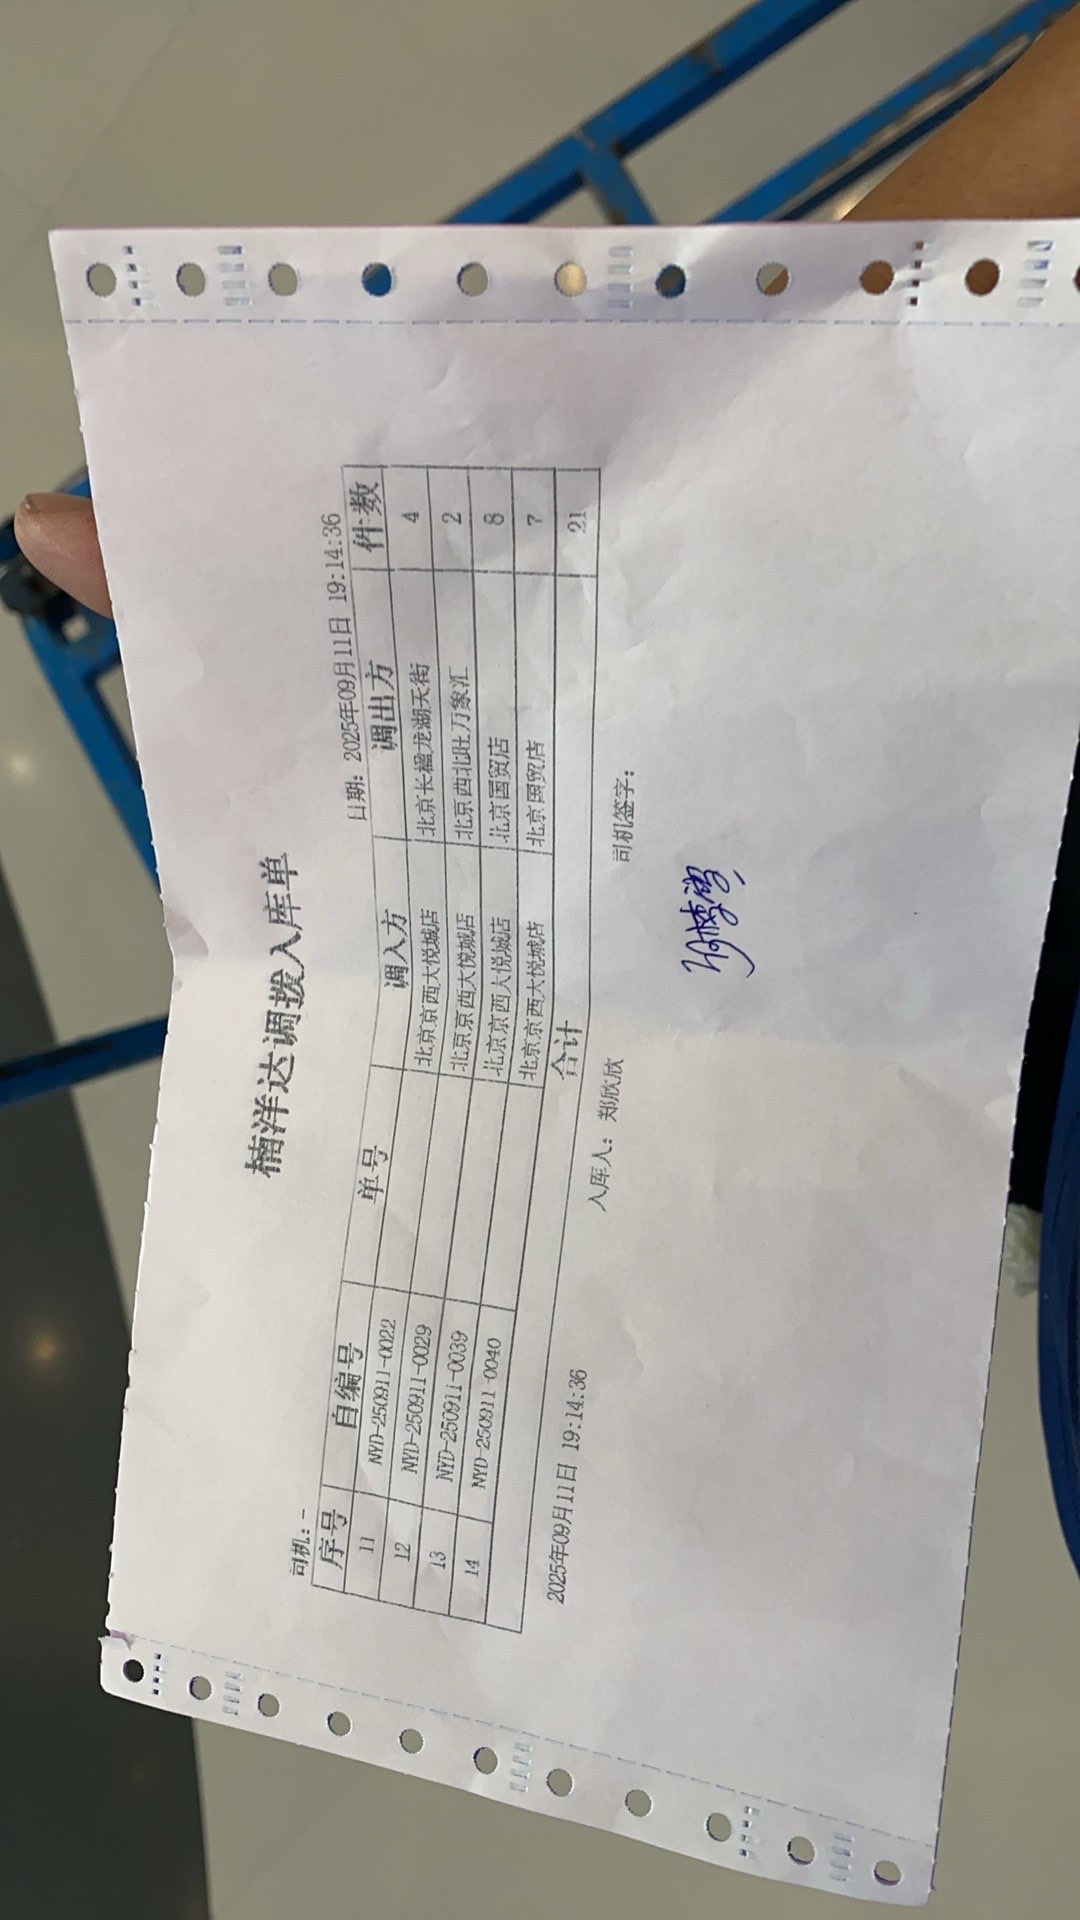 楠洋达调拨入库单
司机：-
日期：2025年09月11日 19:14:36
序号 自编号 单号 调入方 调出方 件数
11 NYD-250911-0022 北京京西大悦城店 北京长楹龙湖天街 4
12 NYD-250911-0029 北京京西大悦城店 北京西北旺万象汇 2
13 NYD-250911-0039 北京京西大悦城店 北京国贸店 8
14 NYD-250911-0040 北京京西大悦城店 北京国贸店 7
合计 21
2025年09月11日 19:14:36 入库人：郑欣欣 司机签字：